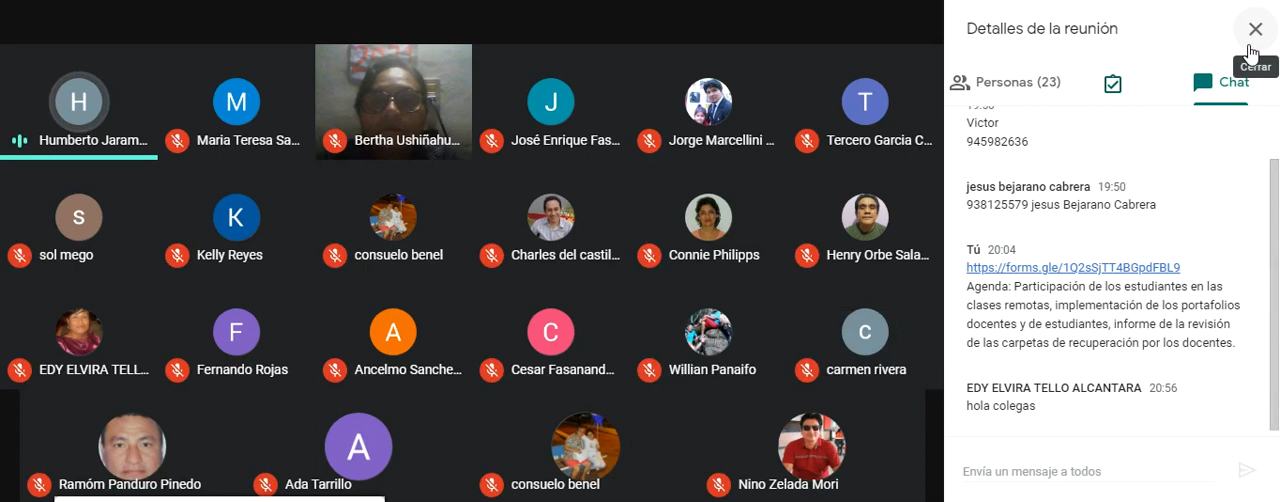 H
Humberto Jaram...
M
Maria Teresa Sa...
Bertha Ushiñahu...
J
José Enrique Fas...
Jorge Marcellini ...
T
Tercero Garcia C...
s
sol mego
K
Kelly Reyes
consuelo benel
Charles del castil...
Connie Philipps
Henry Orbe Sala...
EDY ELVIRA TELL...
F
Fernando Rojas
A
Ancelmo Sanche...
C
Cesar Fasanand...
Willian Panaifo
c
carmen rivera
Ramóm Panduro Pinedo
A
Ada Tarrillo
consuelo benel
Nino Zelada Mori
Detalles de la reunión
Cerrar
Personas (23)
Chat
Victor
945982636
jesus bejarano cabrera 19:50
938125579 jesus Bejarano Cabrera
Tú 20:04
https://forms.gle/1Q2sSjTT4BGpdFBL9
Agenda: Participación de los estudiantes en las
clases remotas, implementación de los portafolios
docentes y de estudiantes, informe de la revisión
de las carpetas de recuperación por los docentes.
EDY ELVIRA TELLO ALCANTARA 20:56
hola colegas
Envía un mensaje a todos